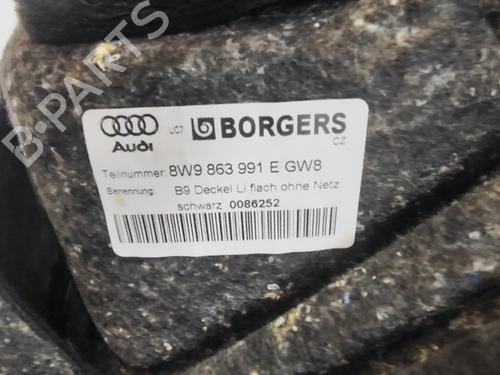 B-PARTS
Audi
UCT
BORGERS
CZ
Teilnummer: 8W9 863 991 E GW8
Benennung: B9 Deckel Li flach ohne Netz
schwarz 0086252